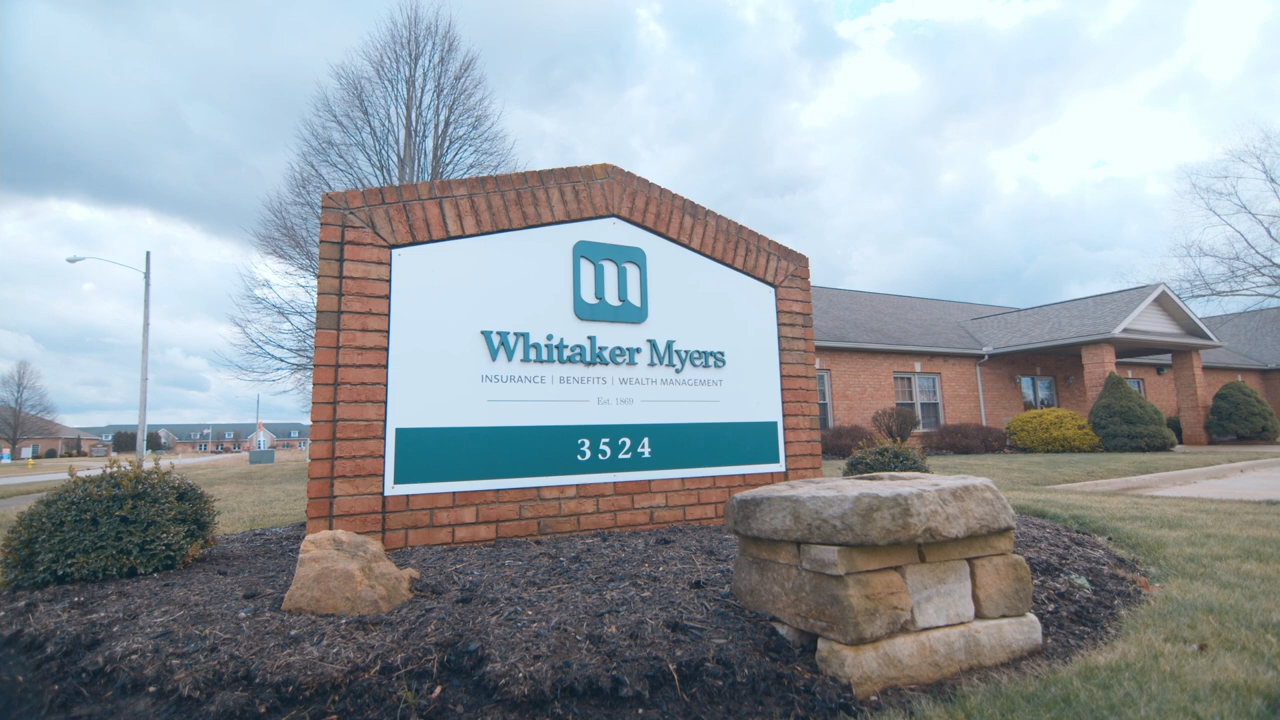 Whitaker Myers
INSURANCE | BENEFITS | WEALTH MANAGEMENT
Est. 1869
3524